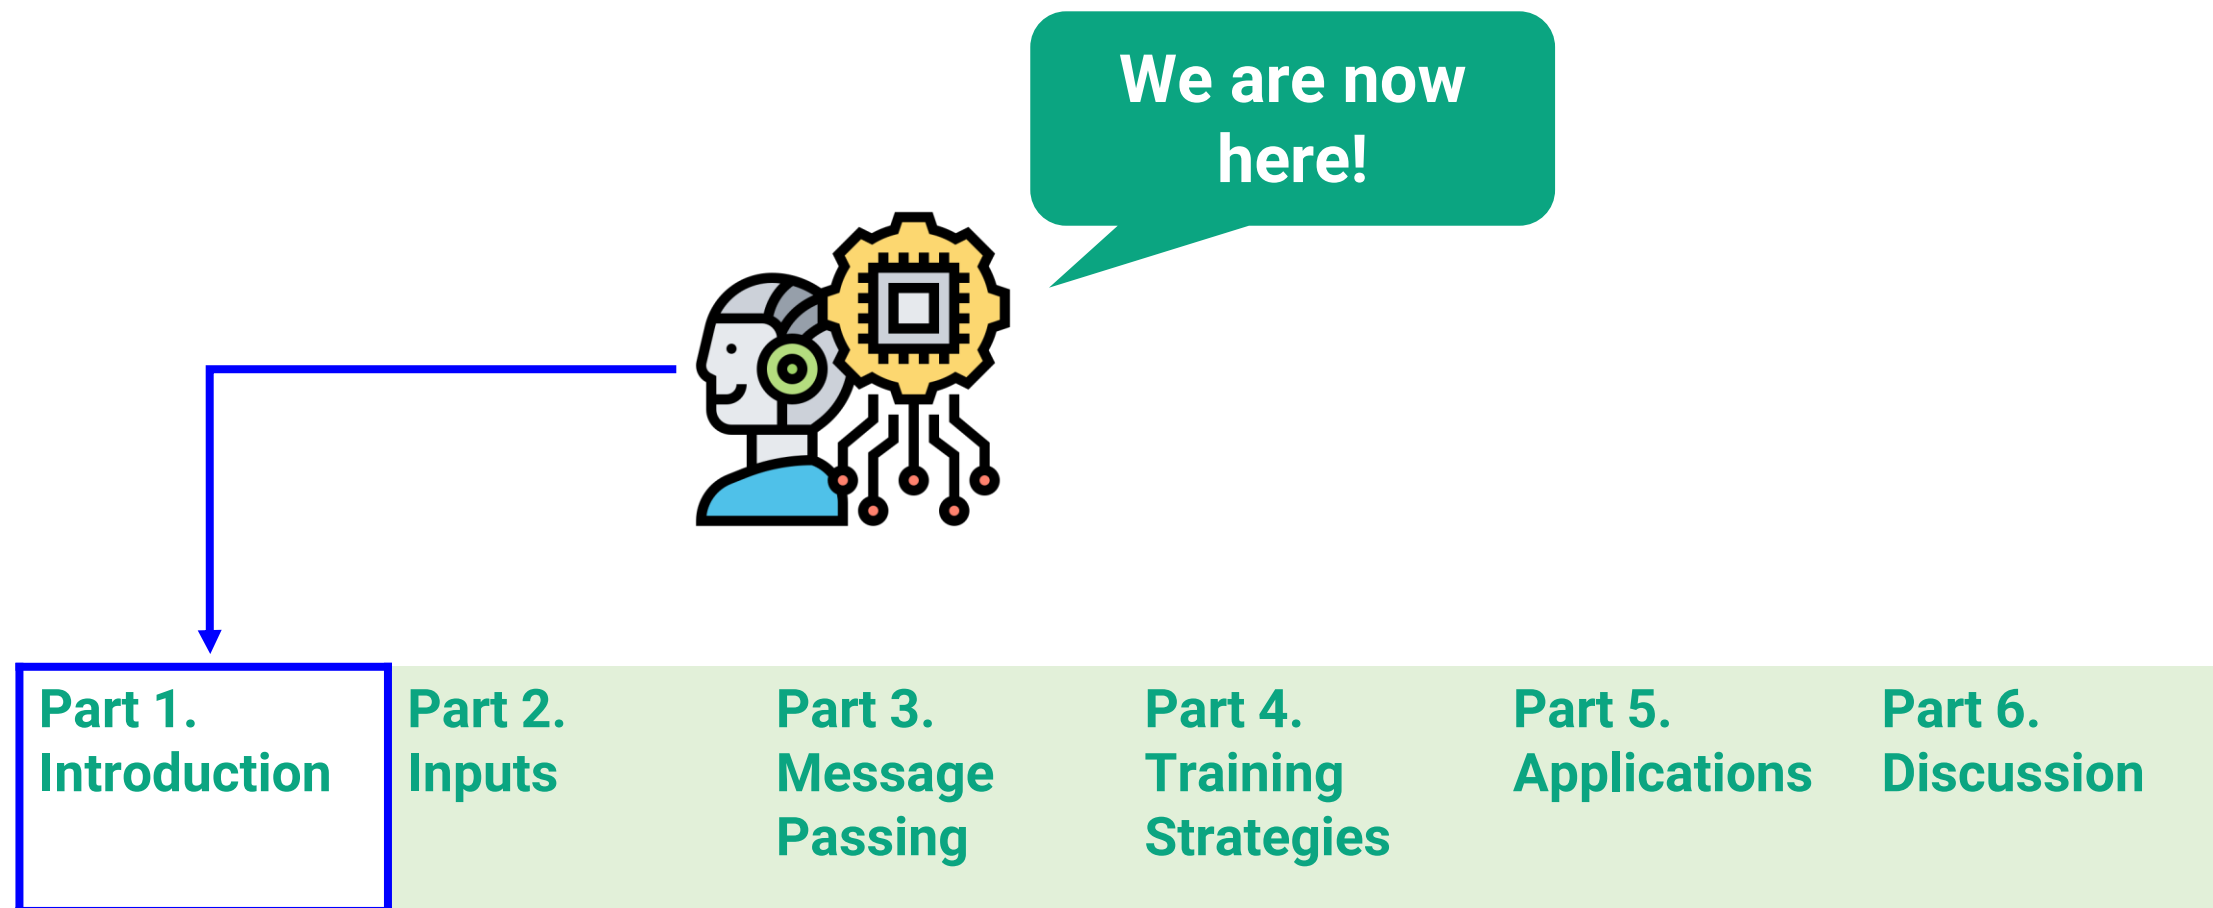 We are now
here!
Part 1.
Introduction
Part 2.
Inputs
Part 3.
Message
Passing
Part 4.
Training
Strategies
Part 5.
Applications
Part 6.
Discussion